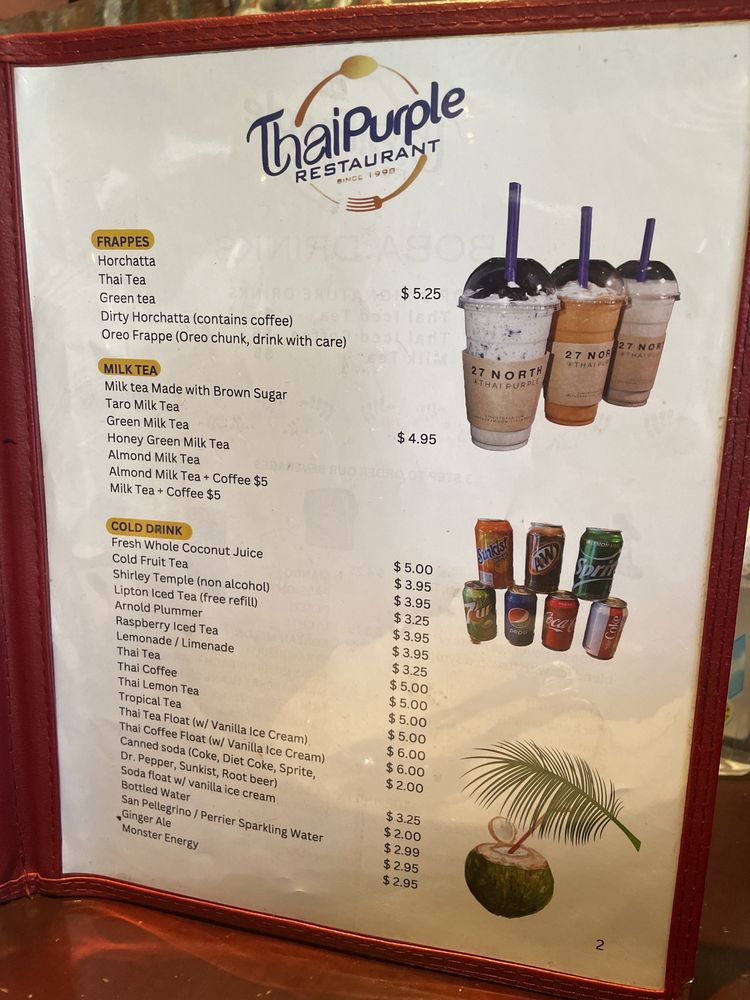 ThaiPurple
RESTAURANT
SINCE 1998
FRAPPES
Horchatta
Thai Tea
Green tea $ 5.25
Dirty Horchatta (contains coffee)
Oreo Frappe (Oreo chunk, drink with care)
MILK TEA
Milk tea Made with Brown Sugar
Taro Milk Tea
Green Milk Tea
Honey Green Milk Tea $ 4.95
Almond Milk Tea
Almond Milk Tea + Coffee $5
Milk Tea + Coffee $5
COLD DRINK
Fresh Whole Coconut Juice $ 5.00
Cold Fruit Tea $ 3.95
Shirley Temple (non alcohol) $ 3.95
Lipton Iced Tea (free refill) $ 3.25
Arnold Plummer $ 3.95
Raspberry Iced Tea $ 3.95
Lemonade / Limenade $ 3.25
Thai Tea $ 5.00
Thai Coffee $ 5.00
Thai Lemon Tea $ 5.00
Tropical Tea $ 5.00
Thai Tea Float (w/ Vanilla Ice Cream) $ 6.00
Thai Coffee Float (w/ Vanilla Ice Cream) $ 6.00
Canned soda (Coke, Diet Coke, Sprite, $ 2.00
Dr. Pepper, Sunkist, Root beer)
Soda float w/ vanilla ice cream $ 3.25
Bottled Water $ 2.00
San Pellegrino / Perrier Sparkling Water $ 2.99
Ginger Ale $ 2.95
Monster Energy $ 2.95
27 NORTH
&THAI PURPLE
27 NOR
&THAI PU
27 NORTH
&THAI PU
Sunkist
A&W
Sprite
7up
pepsi
Coca
Coke
2